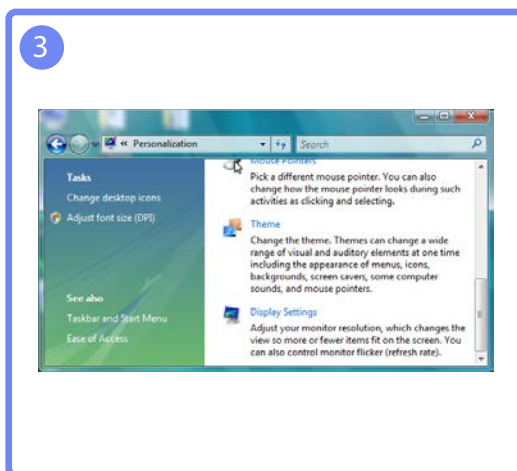 3
« Personalization
Search
Tasks
Change desktop icons
Adjust font size (DPI)
See also
Taskbar and Start Menu
Ease of Access
Mouse Pointers
Pick a different mouse pointer. You can also
change how the mouse pointer looks during such
activities as clicking and selecting.
Theme
Change the theme. Themes can change a wide
range of visual and auditory elements at one time
including the appearance of menus, icons,
backgrounds, screen savers, some computer
sounds, and mouse pointers.
Display Settings
Adjust your monitor resolution, which changes the
view so more or fewer items fit on the screen. You
can also control monitor flicker (refresh rate).